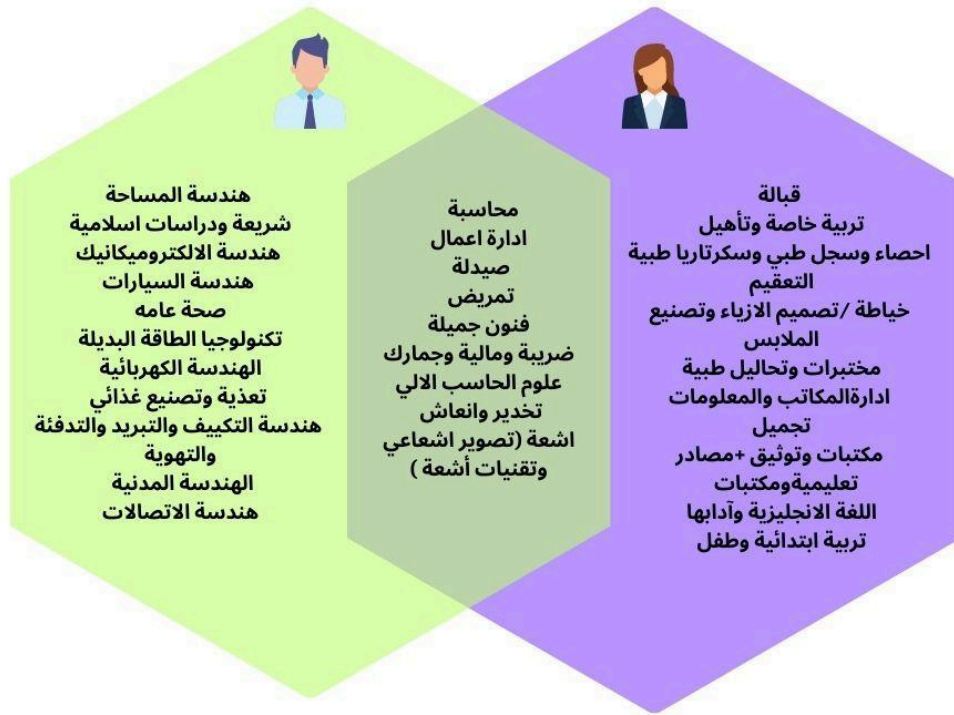 هندسة المساحة
شريعة ودراسات اسلامية
هندسة الالكتروميكانيك
هندسة السيارات
صحة عامه
تكنولوجيا الطاقة البديلة
الهندسة الكهربائية
تعذية وتصنيع غذائي
هندسة التكييف والتبريد والتدفئة
والتهوية
الهندسة المدنية
هندسة الاتصالات
محاسبة
ادارة اعمال
صيدلة
تمريض
فنون جميلة
ضريبة ومالية وجمارك
علوم الحاسب الالي
تخدير وانعاش
اشعة (تصوير اشعاعي
وتقنيات أشعة )
قبالة
تربية خاصة وتأهيل
احصاء وسجل طبي وسكرتاريا طبية
التعقيم
خياطة /تصميم الازياء وتصنيع
الملابس
مختبرات وتحاليل طبية
ادارةالمكاتب والمعلومات
تجميل
مكتبات وتوثيق +مصادر
تعليميةومكتبات
اللغة الانجليزية وآدابها
تربية ابتدائية وطفل